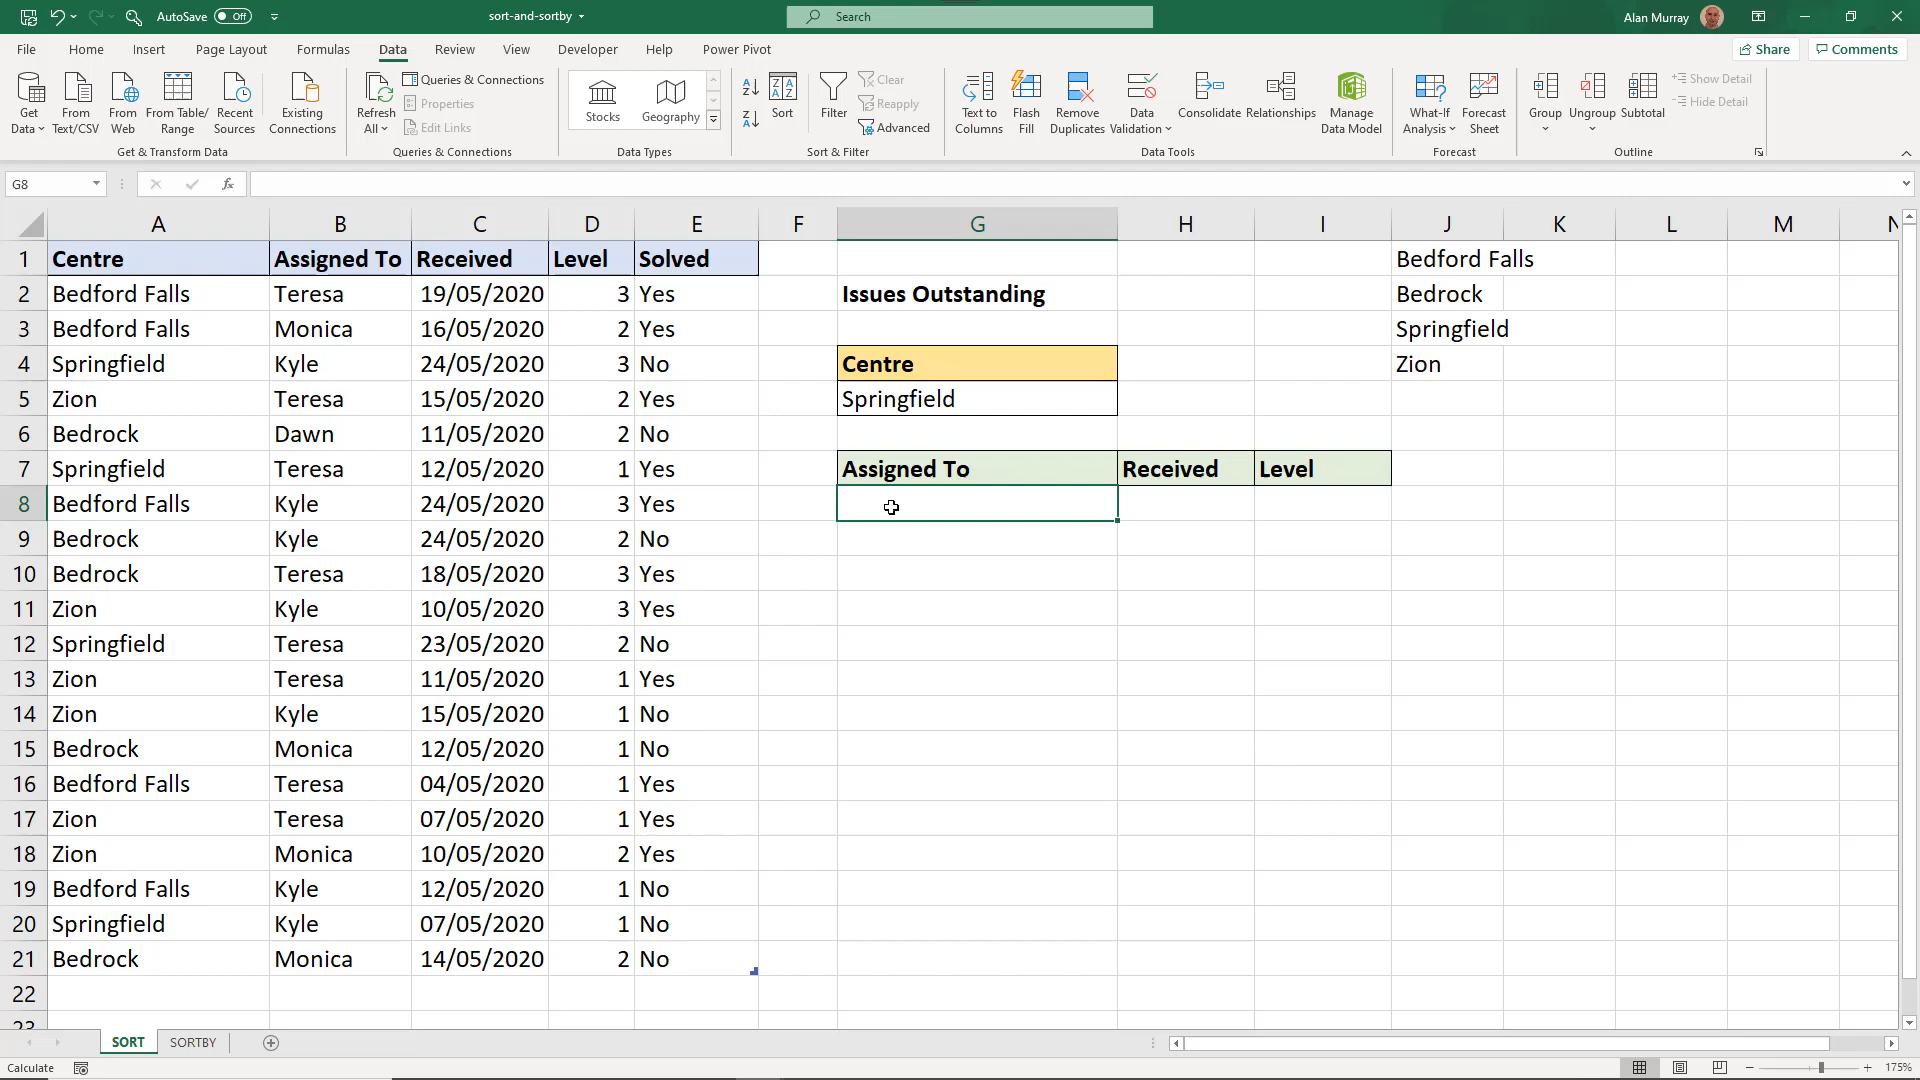 AutoSave Off sort-and-sortby Search Alan Murray
File Home Insert Page Layout Formulas Data Review View Developer Help Power Pivot Share Comments
Get Data From Text/CSV From Web From Table/Range Recent Sources Existing Connections
Refresh All Queries & Connections Properties Edit Links
Stocks Geography
Sort Filter Clear Reapply Advanced
Text to Columns Flash Fill Remove Duplicates Data Validation Consolidate Relationships Manage Data Model
What-If Analysis Forecast Sheet
Group Ungroup Subtotal Show Detail Hide Detail
Get & Transform Data Queries & Connections Data Types Sort & Filter Data Tools Forecast Outline
G8 fx
A B C D E F G H I J K L M N
1 Centre Assigned To Received Level Solved Bedford Falls
2 Bedford Falls Teresa 19/05/2020 3 Yes Issues Outstanding Bedrock
3 Bedford Falls Monica 16/05/2020 2 Yes Springfield
4 Springfield Kyle 24/05/2020 3 No Centre Zion
5 Zion Teresa 15/05/2020 2 Yes Springfield
6 Bedrock Dawn 11/05/2020 2 No
7 Springfield Teresa 12/05/2020 1 Yes Assigned To Received Level
8 Bedford Falls Kyle 24/05/2020 3 Yes
9 Bedrock Kyle 24/05/2020 2 No
10 Bedrock Teresa 18/05/2020 3 Yes
11 Zion Kyle 10/05/2020 3 Yes
12 Springfield Teresa 23/05/2020 2 No
13 Zion Teresa 11/05/2020 1 Yes
14 Zion Kyle 15/05/2020 1 No
15 Bedrock Monica 12/05/2020 1 No
16 Bedford Falls Teresa 04/05/2020 1 Yes
17 Zion Teresa 07/05/2020 1 Yes
18 Zion Monica 10/05/2020 2 Yes
19 Bedford Falls Kyle 12/05/2020 1 No
20 Springfield Kyle 07/05/2020 1 No
21 Bedrock Monica 14/05/2020 2 No
22
23
SORT SORTBY
Calculate 175%